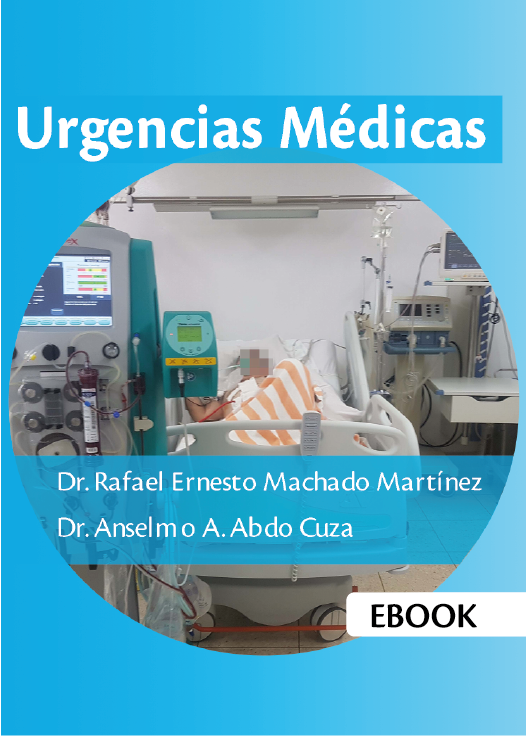 Urgencias Médicas
Dr. Rafael Ernesto Machado Martínez
Dr. Anselmo A. Abdo Cuza
EBOOK